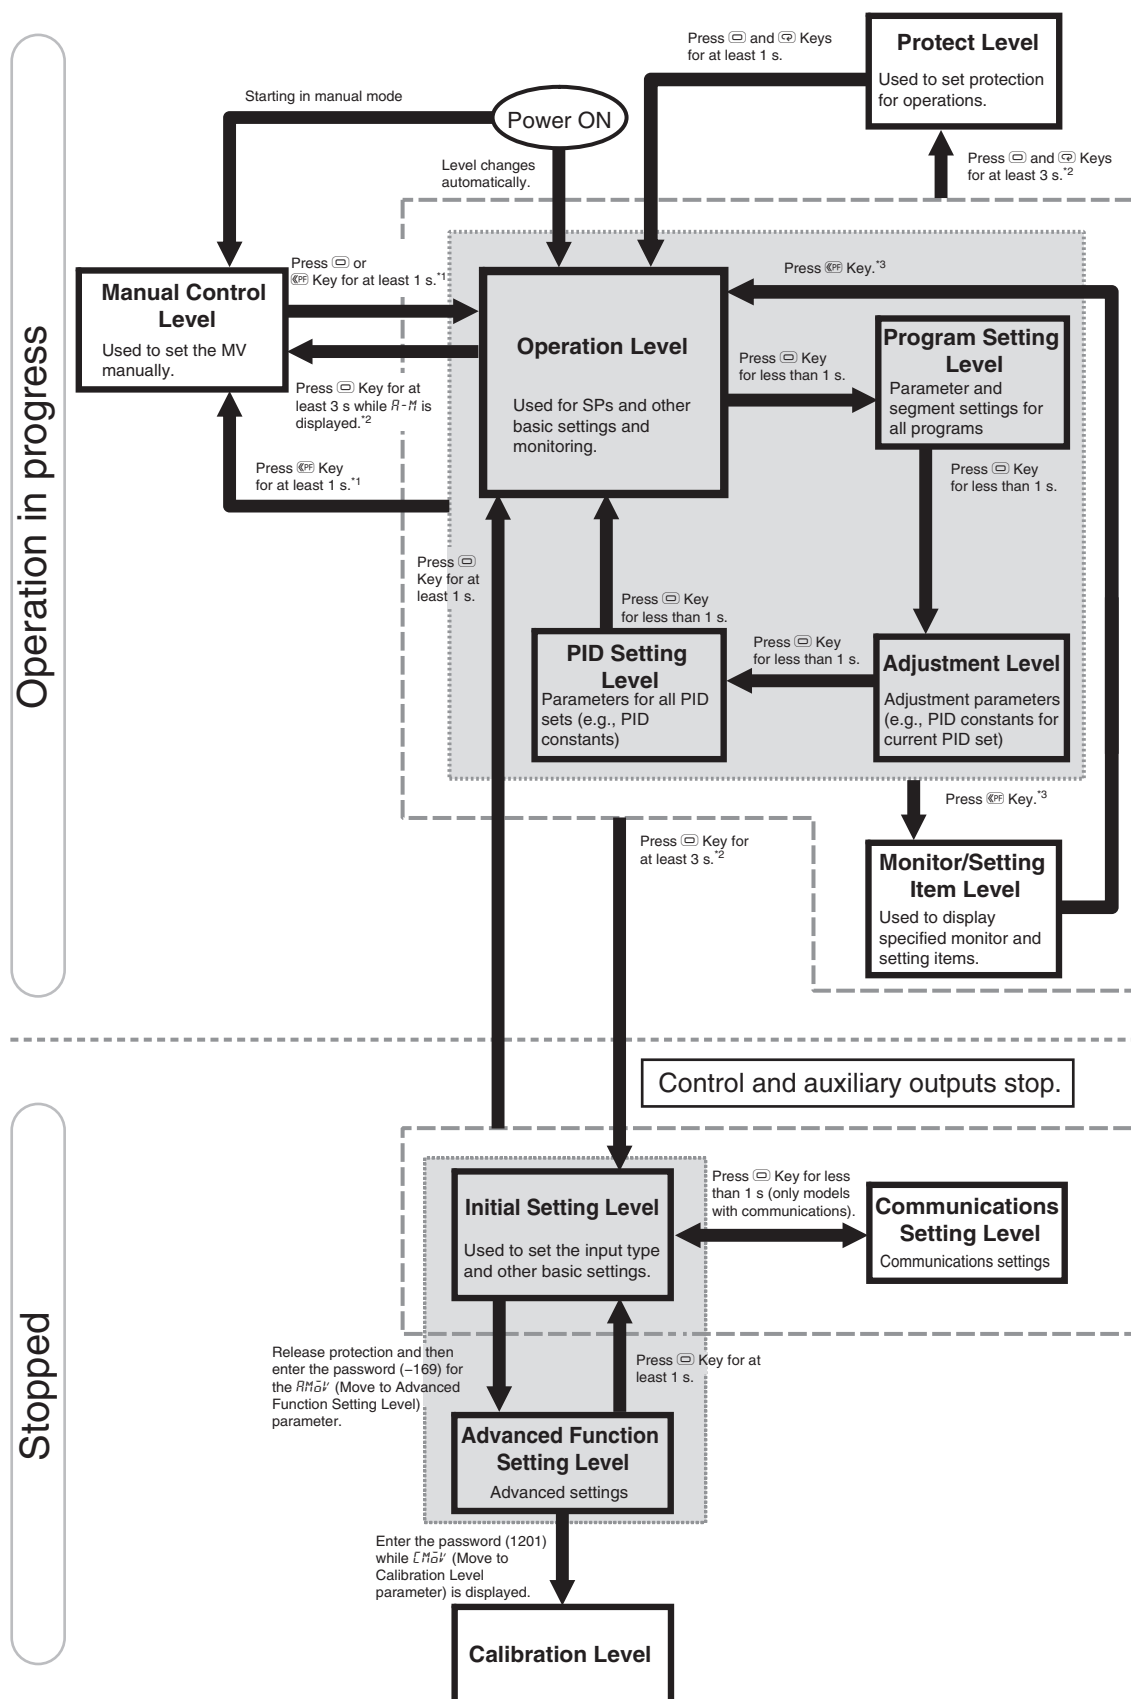 Operation in progress
Stopped
Press and Keys
for at least 1 s.
Protect Level
Used to set protection
for operations.
Starting in manual mode
Power ON
Level changes
automatically.
Press and Keys
for at least 3 s.*2
Manual Control
Level
Used to set the MV
manually.
Press or
PF Key for at least 1 s.*1
Press Key for at
least 3 s while A-M is
displayed.*2
Press PF Key
for at least 1 s.*1
Operation Level
Used for SPs and other
basic settings and
monitoring.
Press PF Key.*3
Press Key
for less than 1 s.
Program Setting
Level
Parameter and
segment settings for
all programs
Press Key
for less than 1 s.
Press
Key for at
least 1 s.
Press Key
for less than 1 s.
PID Setting
Level
Parameters for all PID
sets (e.g., PID
constants)
Press Key
for less than 1 s.
Adjustment Level
Adjustment parameters
(e.g., PID constants for
current PID set)
Press PF Key.*3
Press Key for
at least 3 s.*2
Monitor/Setting
Item Level
Used to display
specified monitor and
setting items.
Control and auxiliary outputs stop.
Initial Setting Level
Used to set the input type
and other basic settings.
Press Key for less
than 1 s (only models
with communications).
Communications
Setting Level
Communications settings
Release protection and then
enter the password (−169) for
the AMoV (Move to Advanced
Function Setting Level)
parameter.
Press Key for at
least 1 s.
Advanced Function
Setting Level
Advanced settings
Enter the password (1201)
while CMoV (Move to
Calibration Level
parameter) is displayed.
Calibration Level